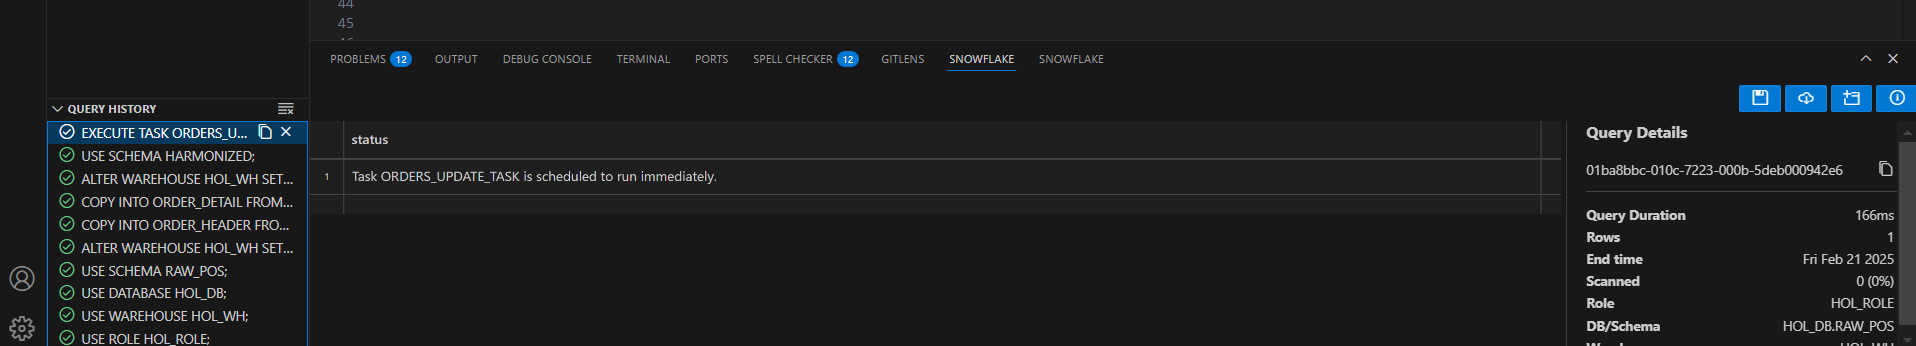 44
45
PROBLEMS 12 OUTPUT DEBUG CONSOLE TERMINAL PORTS SPELL CHECKER 12 GITLENS SNOWFLAKE SNOWFLAKE
QUERY HISTORY
EXECUTE TASK ORDERS_U...
USE SCHEMA HARMONIZED;
ALTER WAREHOUSE HOL_WH SET...
COPY INTO ORDER_DETAIL FROM...
COPY INTO ORDER_HEADER FRO...
ALTER WAREHOUSE HOL_WH SET...
USE SCHEMA RAW_POS;
USE DATABASE HOL_DB;
USE WAREHOUSE HOL_WH;
USE ROLE HOL_ROLE;
status
1 Task ORDERS_UPDATE_TASK is scheduled to run immediately.
Query Details
01ba8bbc-010c-7223-000b-5deb000942e6
Query Duration 166ms
Rows 1
End time Fri Feb 21 2025
Scanned 0 (0%)
Role HOL_ROLE
DB/Schema HOL_DB.RAW_POS